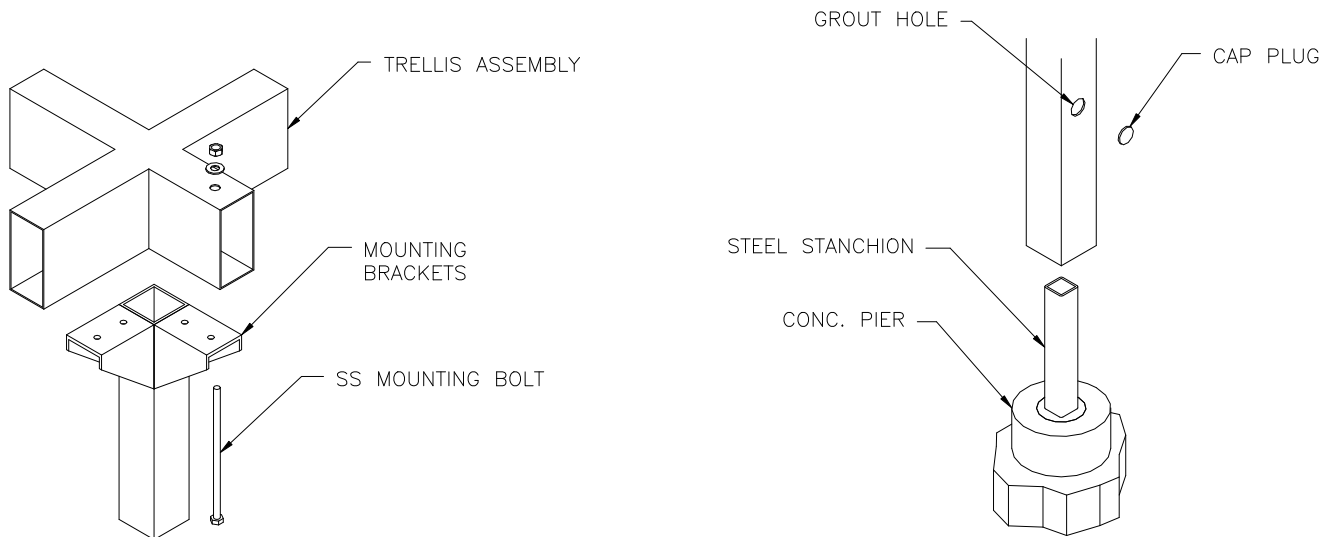 TRELLIS ASSEMBLY
MOUNTING
BRACKETS
SS MOUNTING BOLT
GROUT HOLE
CAP PLUG
STEEL STANCHION
CONC. PIER